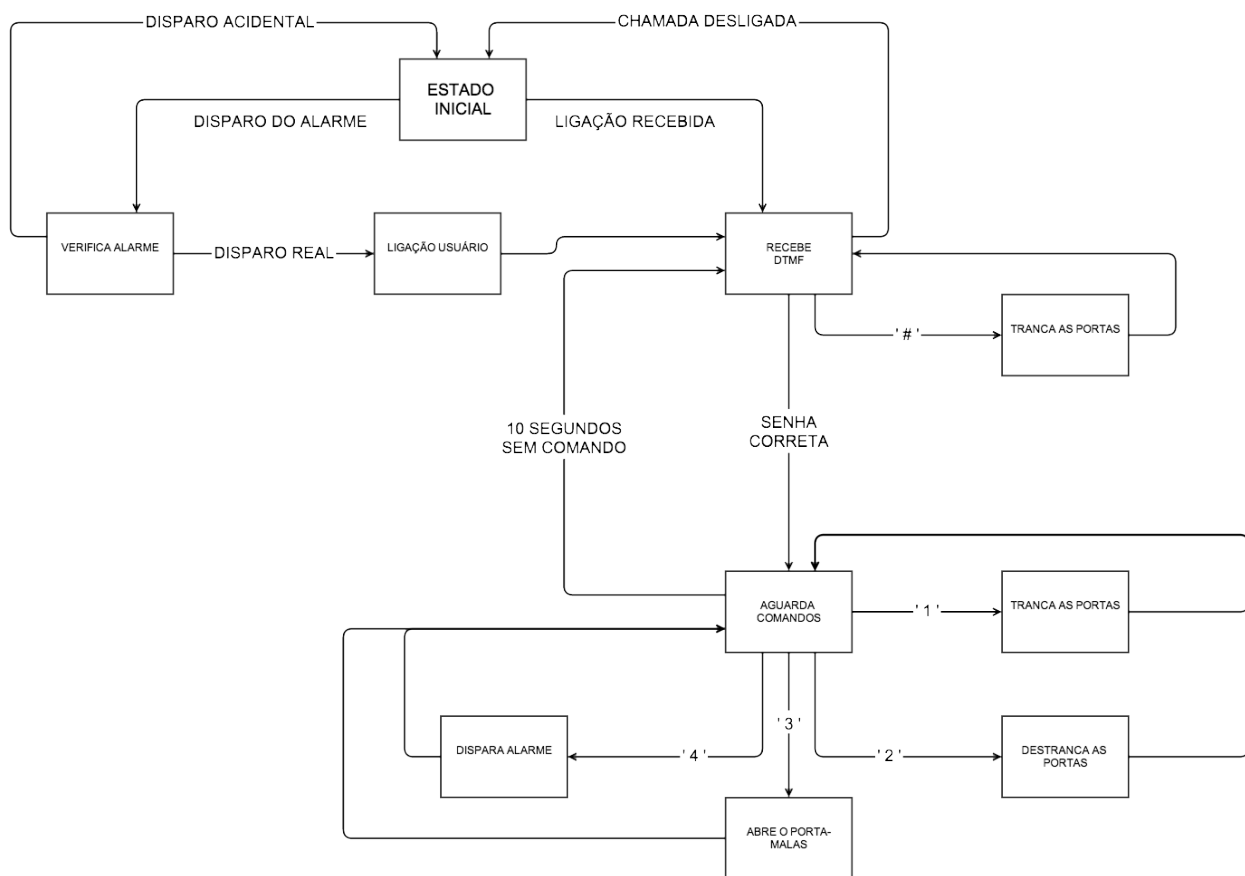 DISPARO ACIDENTAL
CHAMADA DESLIGADA
ESTADO
INICIAL
DISPARO DO ALARME
LIGAÇÃO RECEBIDA
VERIFICA ALARME
DISPARO REAL
LIGAÇÃO USUÁRIO
RECEBE
DTMF
' # '
TRANCA AS PORTAS
10 SEGUNDOS
SEM COMANDO
SENHA
CORRETA
AGUARDA
COMANDOS
' 1 '
TRANCA AS PORTAS
DISPARA ALARME
' 4 '
' 3 '
' 2 '
DESTRANCA AS
PORTAS
ABRE O PORTA-
MALAS